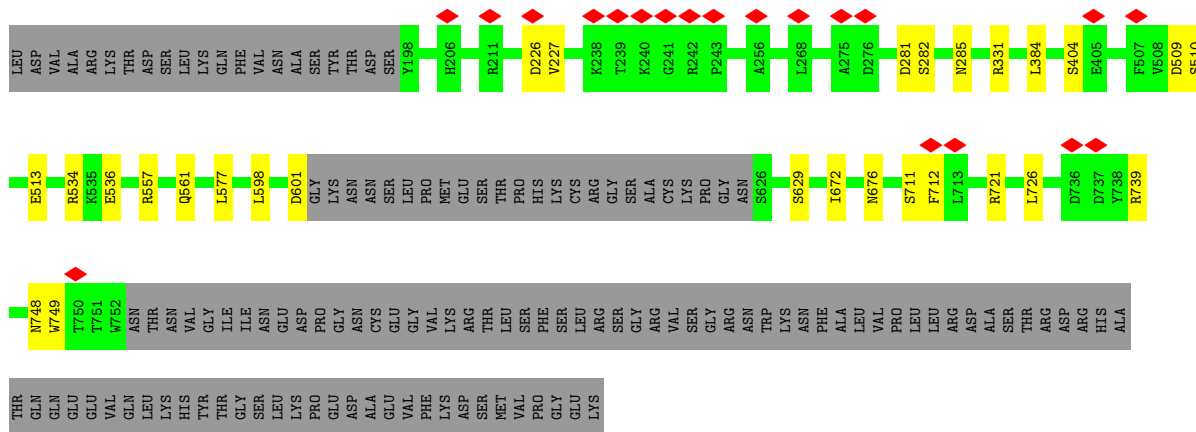 LEU ASP VAL ALA ARG LYS THR ASP SER LEU LYS GLN PHE VAL ASN ALA SER TYR THR ASP SER Y198 H206 R211 D226 V227 K238 T239 K240 G241 R242 P243 A256 L268 A275 D276 D281 S282 N285 R331 L384 S404 E405 F507 V508 D509 S510
E513 R534 K535 E536 R557 Q561 L577 L598 D601 GLY LYS ASN ASN SER LEU PRO MET GLU SER THR PRO HIS LYS CYS ARG GLY SER ALA CYS LYS PRO GLY ASN S626 S629 I672 N676 S711 F712 L713 R721 L726 D736 D737 Y738 R739
N748 W749 T750 T751 W752 ASN THR ASN VAL GLY ILE ILE ASN GLU ASP PRO GLY ASN CYS GLU GLY VAL LYS ARG THR LEU SER PHE SER LEU ARG SER GLY ARG VAL SER GLY ARG ASN TRP LYS ASN PHE ALA LEU VAL PRO LEU LEU ARG ASP ALA SER THR ARG ASP ARG HIS ALA
THR GLN GLN GLU GLU VAL GLN LEU LYS HIS TYR THR GLY SER LEU LYS PRO GLU ASP ALA GLU VAL PHE LYS ASP SER MET VAL PRO GLY GLU LYS